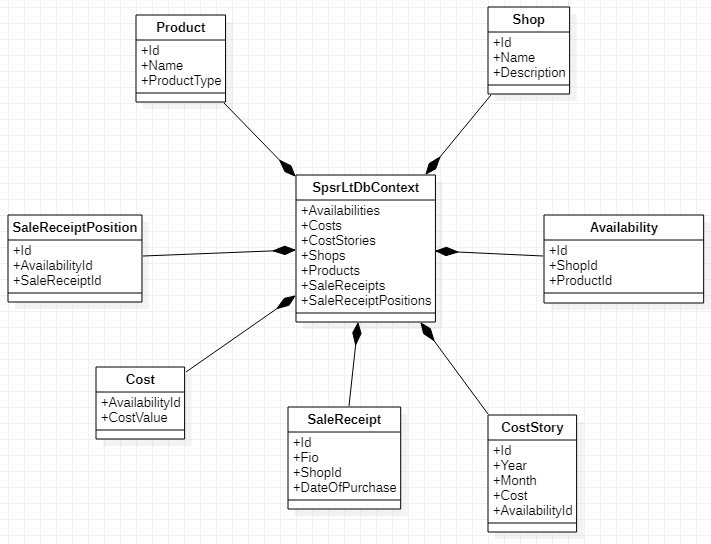 Product
+Id
+Name
+ProductType
Shop
+Id
+Name
+Description
SpsrLtDbContext
+Availabilities
+Costs
+CostStories
+Shops
+Products
+SaleReceipts
+SaleReceiptPositions
SaleReceiptPosition
+Id
+AvailabilityId
+SaleReceiptId
Availability
+Id
+ShopId
+ProductId
Cost
+AvailabilityId
+CostValue
SaleReceipt
+Id
+Fio
+ShopId
+DateOfPurchase
CostStory
+Id
+Year
+Month
+Cost
+AvailabilityId